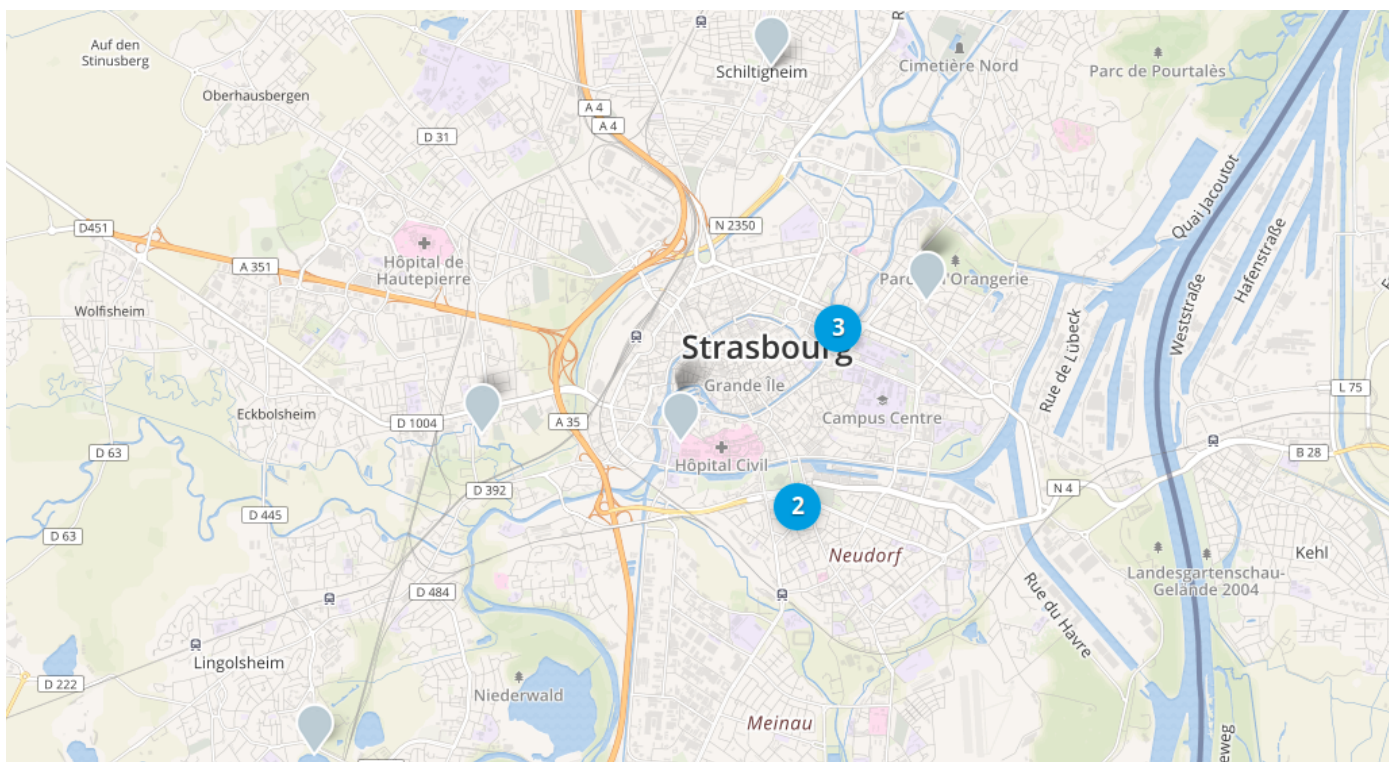 Auf den
Stinusberg
Schiltigheim
Cimetière Nord
Parc de Pourtalès
Oberhausbergen
A 4
A 4
D 31
Quai Jacoutot
D451
N 2350
Hôpital de
Hautepierre
A 351
Parc
l'Orangerie
Hafenstraße
Weststraße
Wolfisheim
3
Strasbourg
Rue de Lübeck
Grande Île
L 75
Eckbolsheim
D 1004
A 35
Campus Centre
D 63
Hôpital Civil
B 28
D 392
N 4
2
D 445
D 63
Neudorf
Kehl
Landesgartenschau-
Gelände 2004
D 484
Rue du Havre
Lingolsheim
D 222
Niederwald
Meinau
eweg